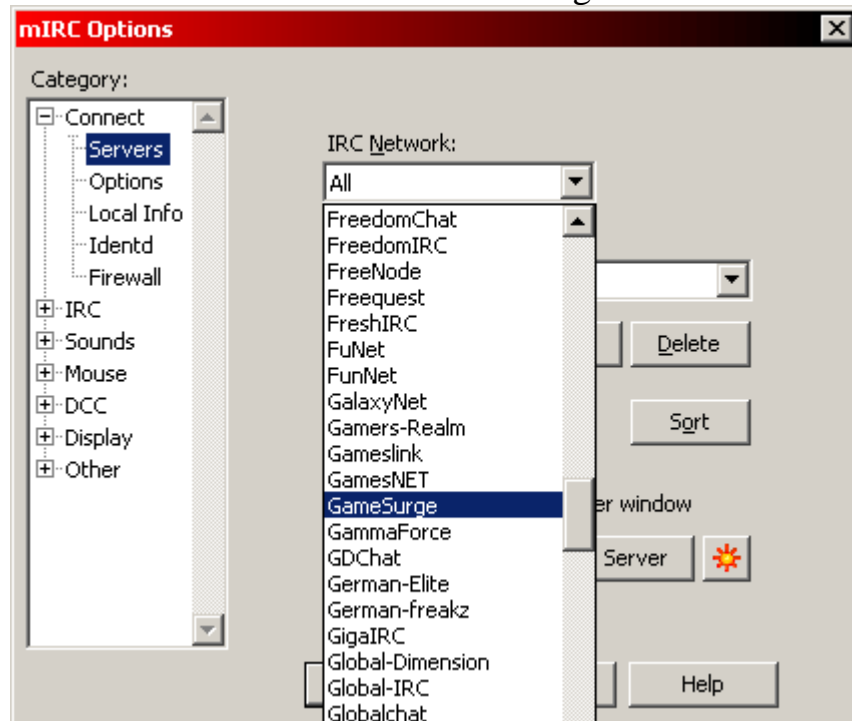 mIRC Options
Category:
Connect
Servers
Options
Local Info
Identd
Firewall
IRC
Sounds
Mouse
DCC
Display
Other
IRC Network:
All
FreedomChat
FreedomIRC
FreeNode
Freequest
FreshIRC
FuNet
FunNet
GalaxyNet
Gamers-Realm
Gameslink
GamesNET
GameSurge
GammaForce
GDChat
German-Elite
German-freakz
GigaIRC
Global-Dimension
Global-IRC
Globalchat
Delete
Sort
window
Server
Help